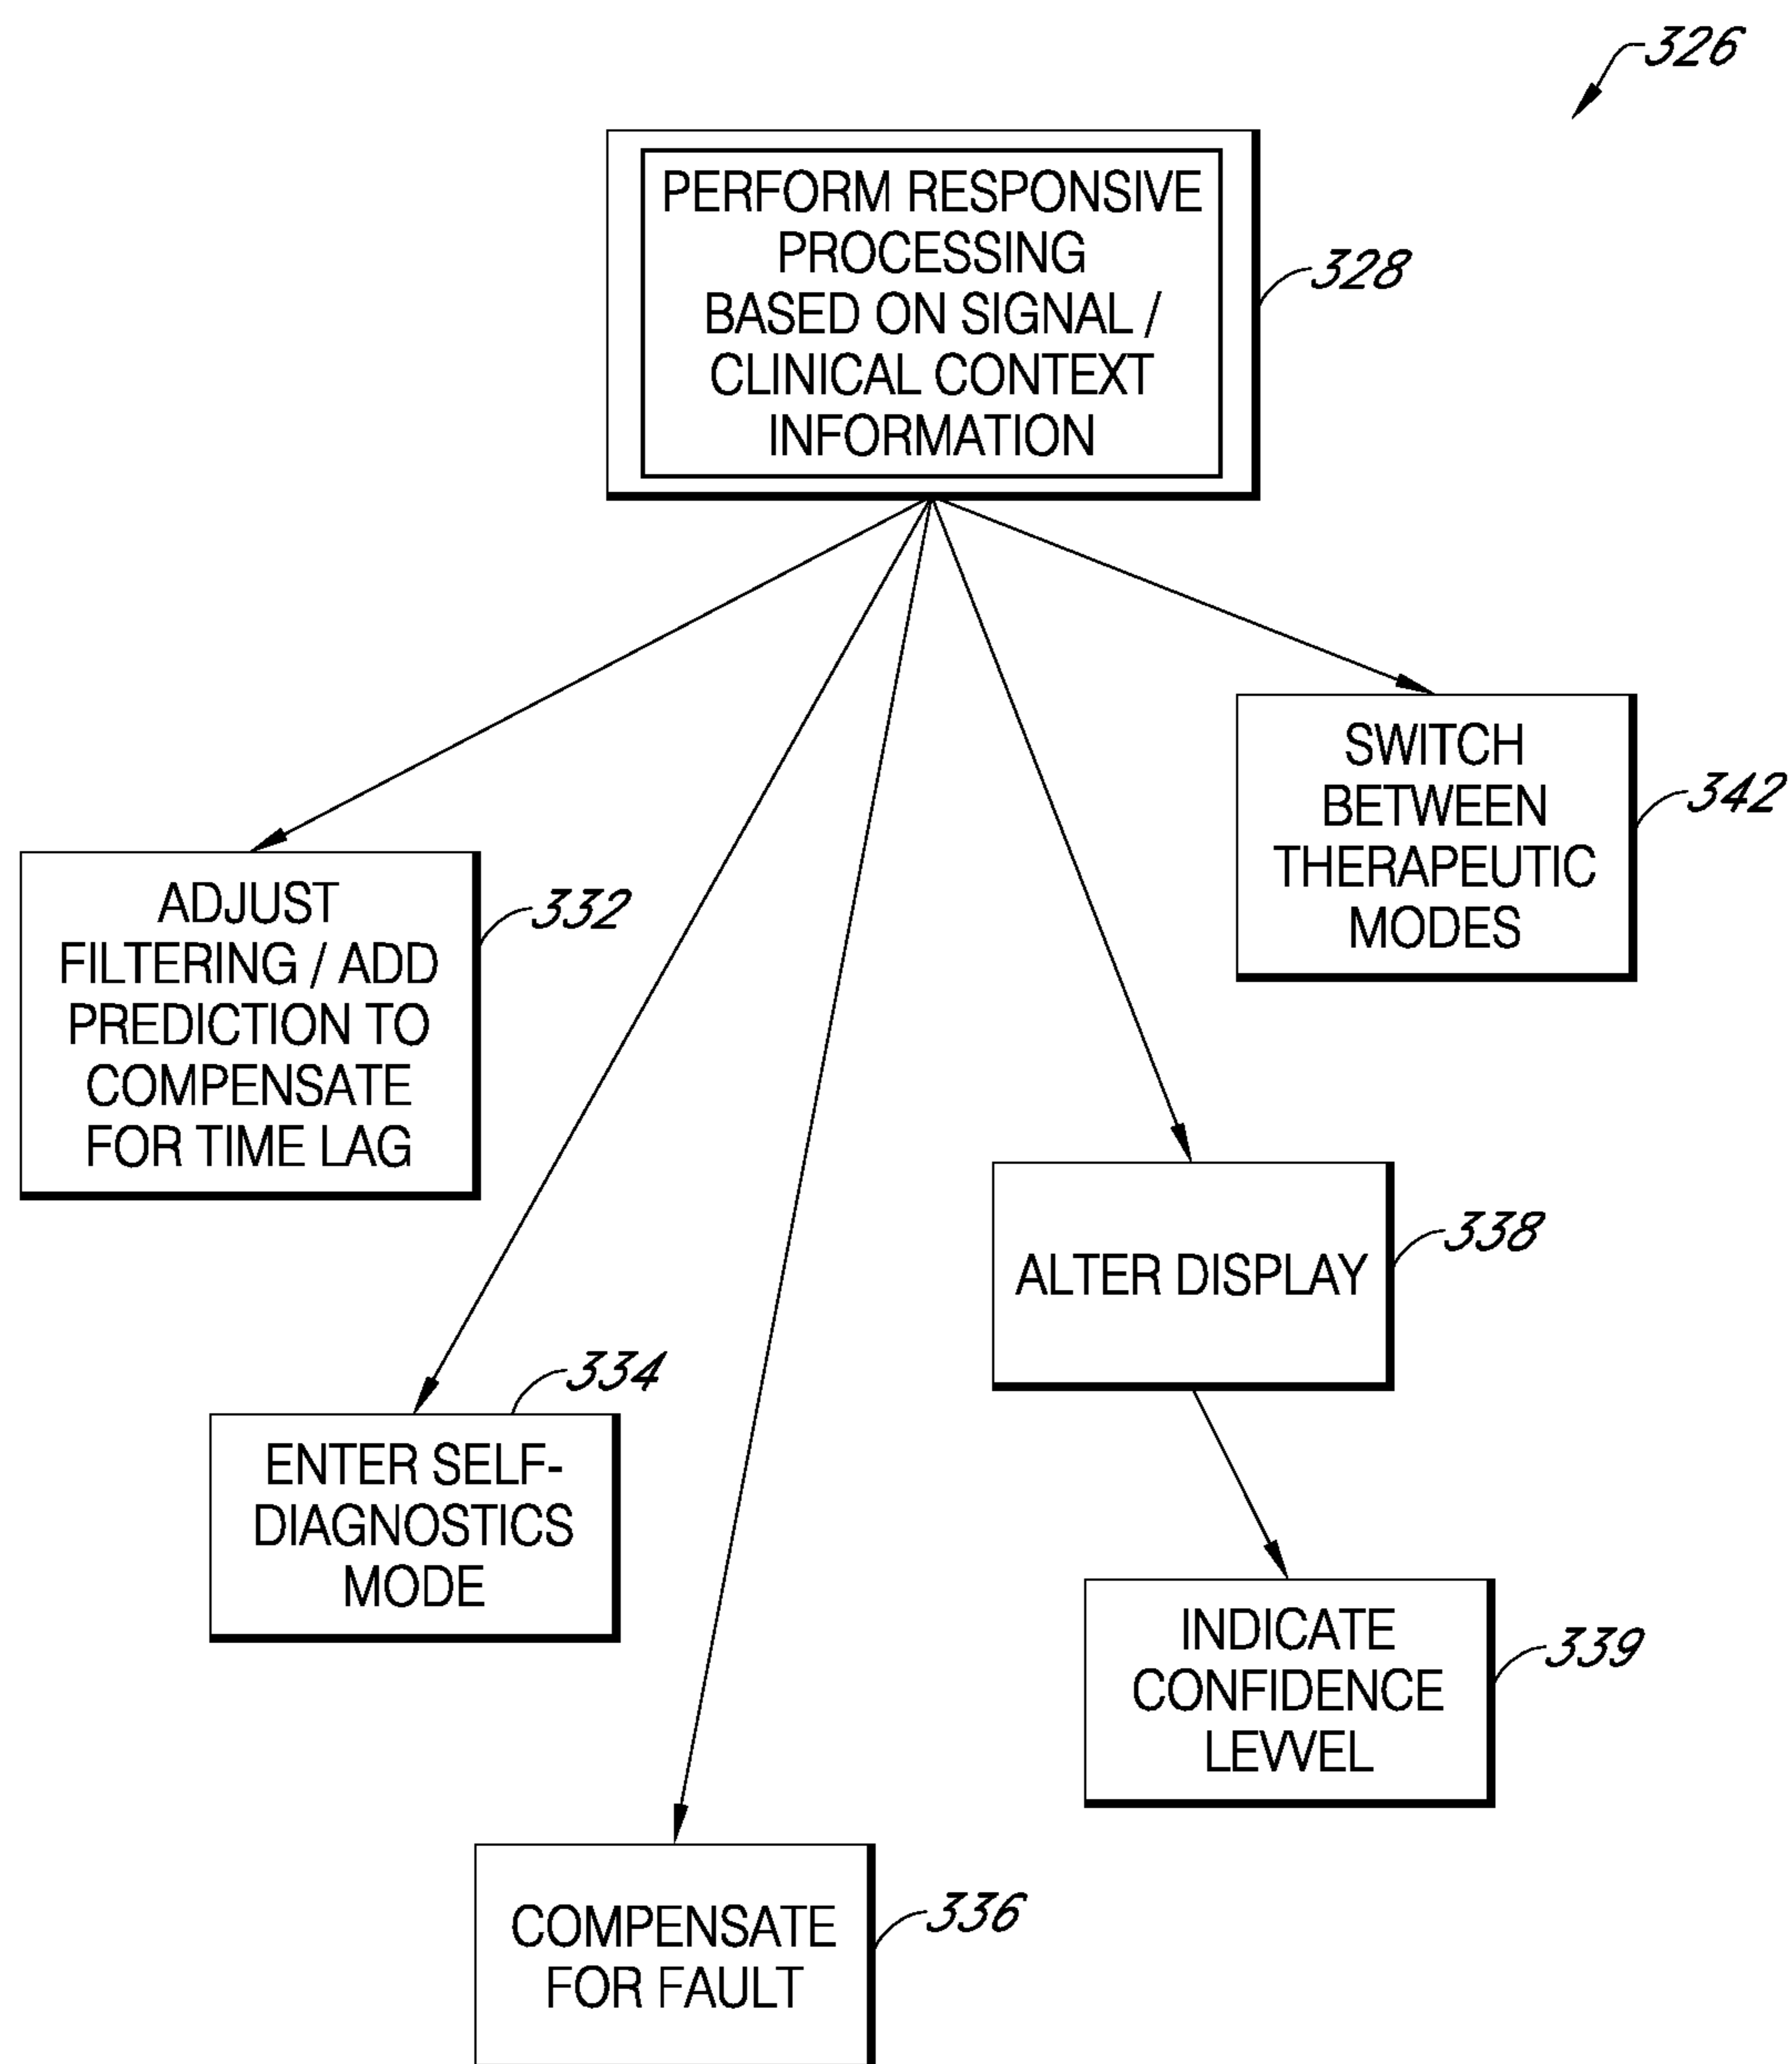 326
PERFORM RESPONSIVE
PROCESSING
BASED ON SIGNAL /
CLINICAL CONTEXT
INFORMATION
328
SWITCH
BETWEEN
THERAPEUTIC
MODES
342
ADJUST
FILTERING / ADD
PREDICTION TO
COMPENSATE
FOR TIME LAG
332
ALTER DISPLAY
338
334
ENTER SELF-
DIAGNOSTICS
MODE
INDICATE
CONFIDENCE
LEVVEL
339
COMPENSATE
FOR FAULT
336